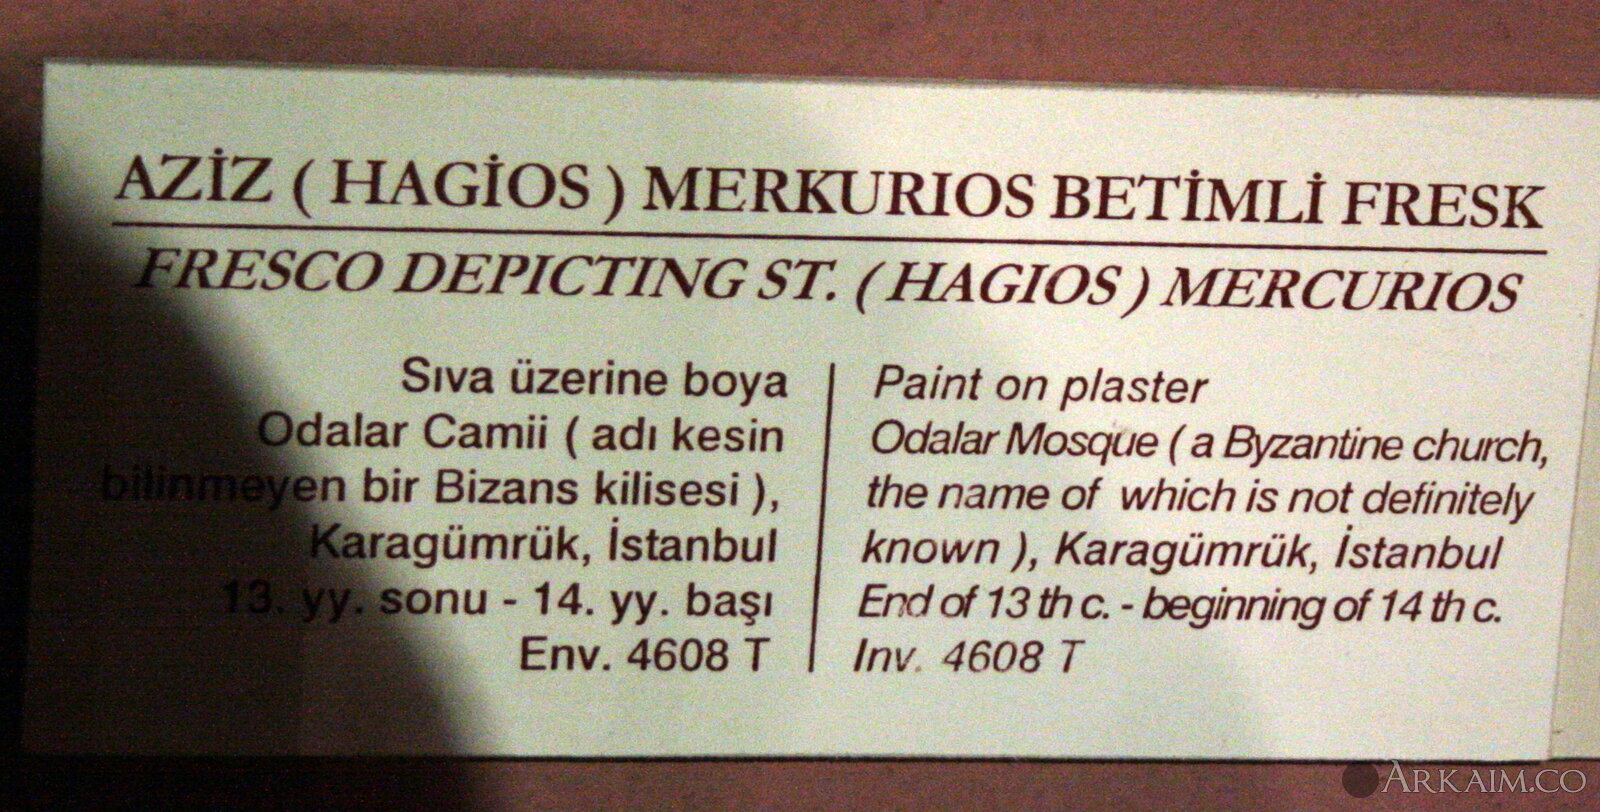 AZİZ ( HAGİOS ) MERKURIOS BETİMLİ FRESK
FRESCO DEPICTING ST. ( HAGIOS ) MERCURIOS
Sıva üzerine boya
Odalar Camii ( adı kesin
bilinmeyen bir Bizans kilisesi ),
Karagümrük, İstanbul
13. yy. sonu - 14. yy. başı
Env. 4608 T
Paint on plaster
Odalar Mosque ( a Byzantine church,
the name of which is not definitely
known ), Karagümrük, İstanbul
End of 13 th c. - beginning of 14 th c.
Inv. 4608 T
ARKAIM.CO